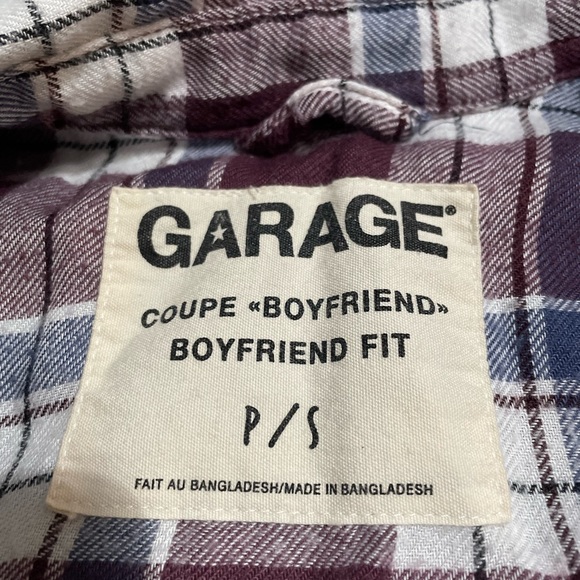 GARAGE®
COUPE «BOYFRIEND»
BOYFRIEND FIT
P/S
FAIT AU BANGLADESH/MADE IN BANGLADESH